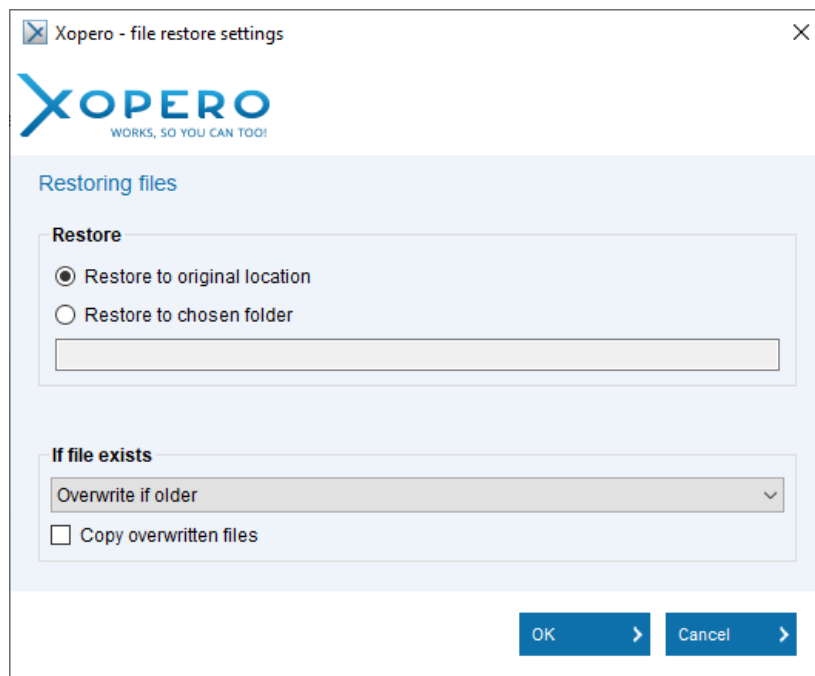 Xopero - file restore settings
XOPERO
WORKS, SO YOU CAN TOO!
Restoring files
Restore
Restore to original location
Restore to chosen folder
If file exists
Overwrite if older
Copy overwritten files
OK
Cancel